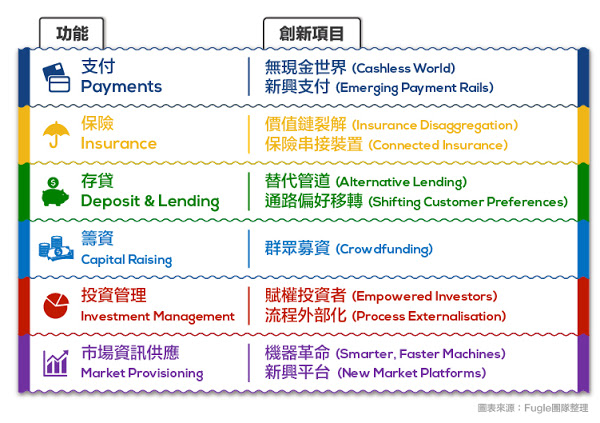 功能
創新項目
支付
Payments
無現金世界 (Cashless World)
新興支付 (Emerging Payment Rails)
保險
Insurance
價值鏈裂解 (Insurance Disaggregation)
保險串接裝置 (Connected Insurance)
存貸
Deposit & Lending
替代管道 (Alternative Lending)
通路偏好移轉 (Shifting Customer Preferences)
籌資
Capital Raising
群眾募資 (Crowdfunding)
投資管理
Investment Management
賦權投資者 (Empowered Investors)
流程外部化 (Process Externalisation)
市場資訊供應
Market Provisioning
機器革命 (Smarter, Faster Machines)
新興平台 (New Market Platforms)
圖表來源：Fugle團隊整理